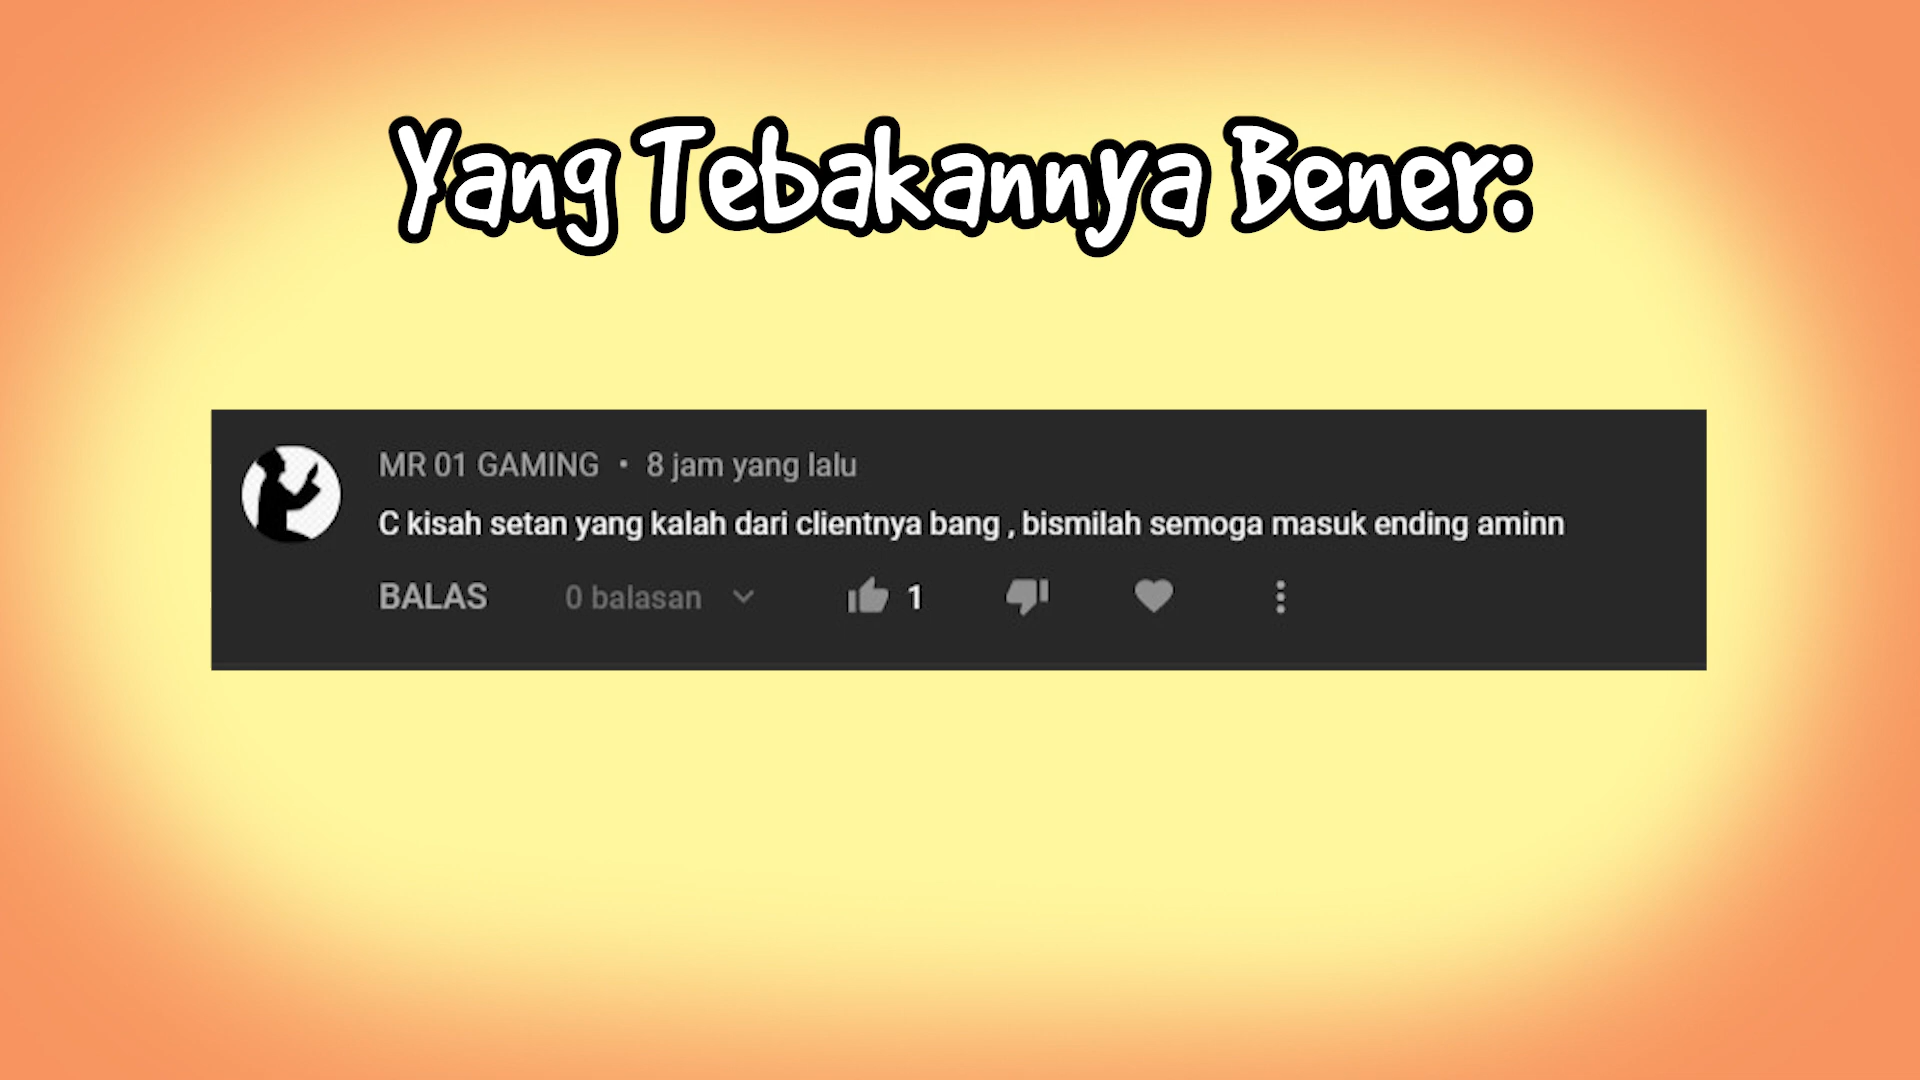 Yang Tebakannya Bener:
MR 01 GAMING • 8 jam yang lalu
C kisah setan yang kalah dari clientnya bang , bismilah semoga masuk ending aminn
BALAS 0 balasan 1